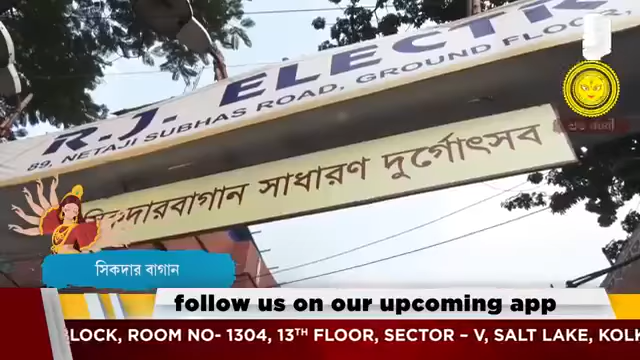 R.J. ELECTR
89, NETAJI SUBHAS ROAD, GROUND FLOOR,
সিকদারবাগান সাধারণ দুর্গোৎসব
সিকদার বাগান
follow us on our upcoming app
BLOCK, ROOM NO- 1304, 13TH FLOOR, SECTOR – V, SALT LAKE, KOLK